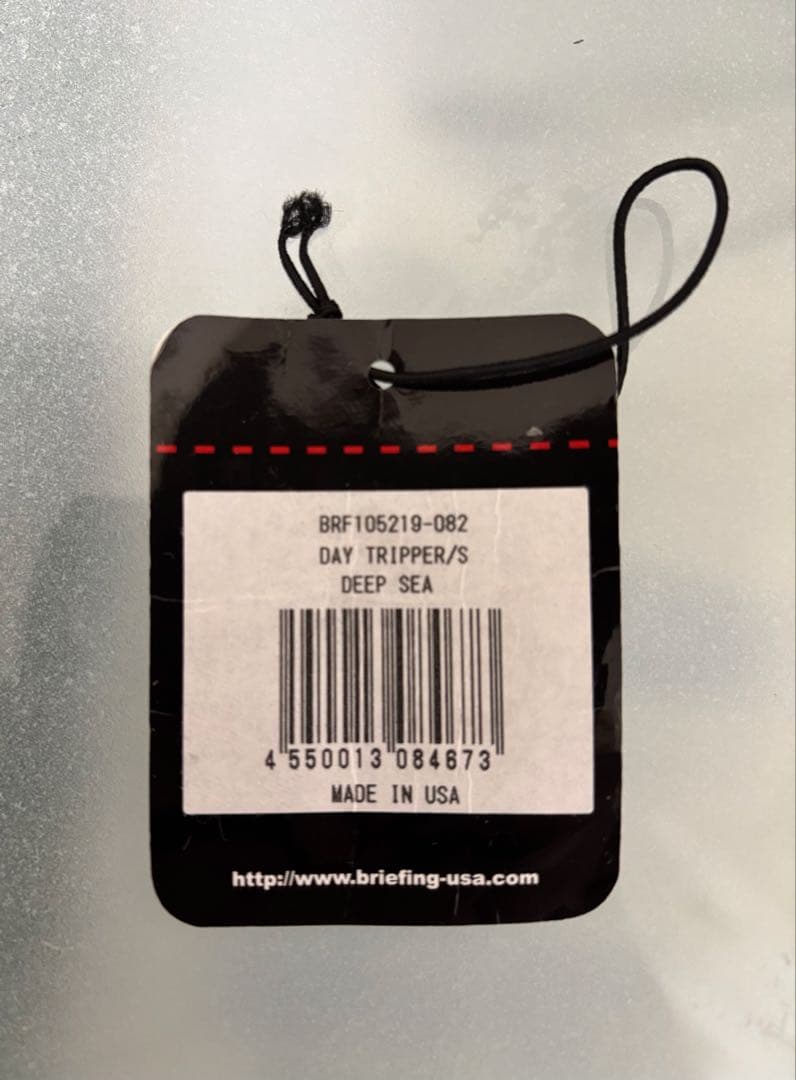 BRF105219-082
DAY TRIPPER/S
DEEP SEA
4 550013 084673
MADE IN USA
http://www.briefing-usa.com